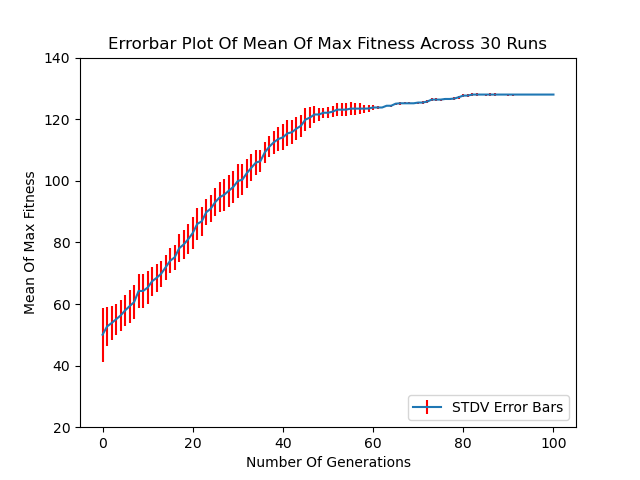 Errorbar Plot Of Mean Of Max Fitness Across 30 Runs
140
120
100
80
60
40
20
Mean Of Max Fitness
STDV Error Bars
0 20 40 60 80 100
Number Of Generations